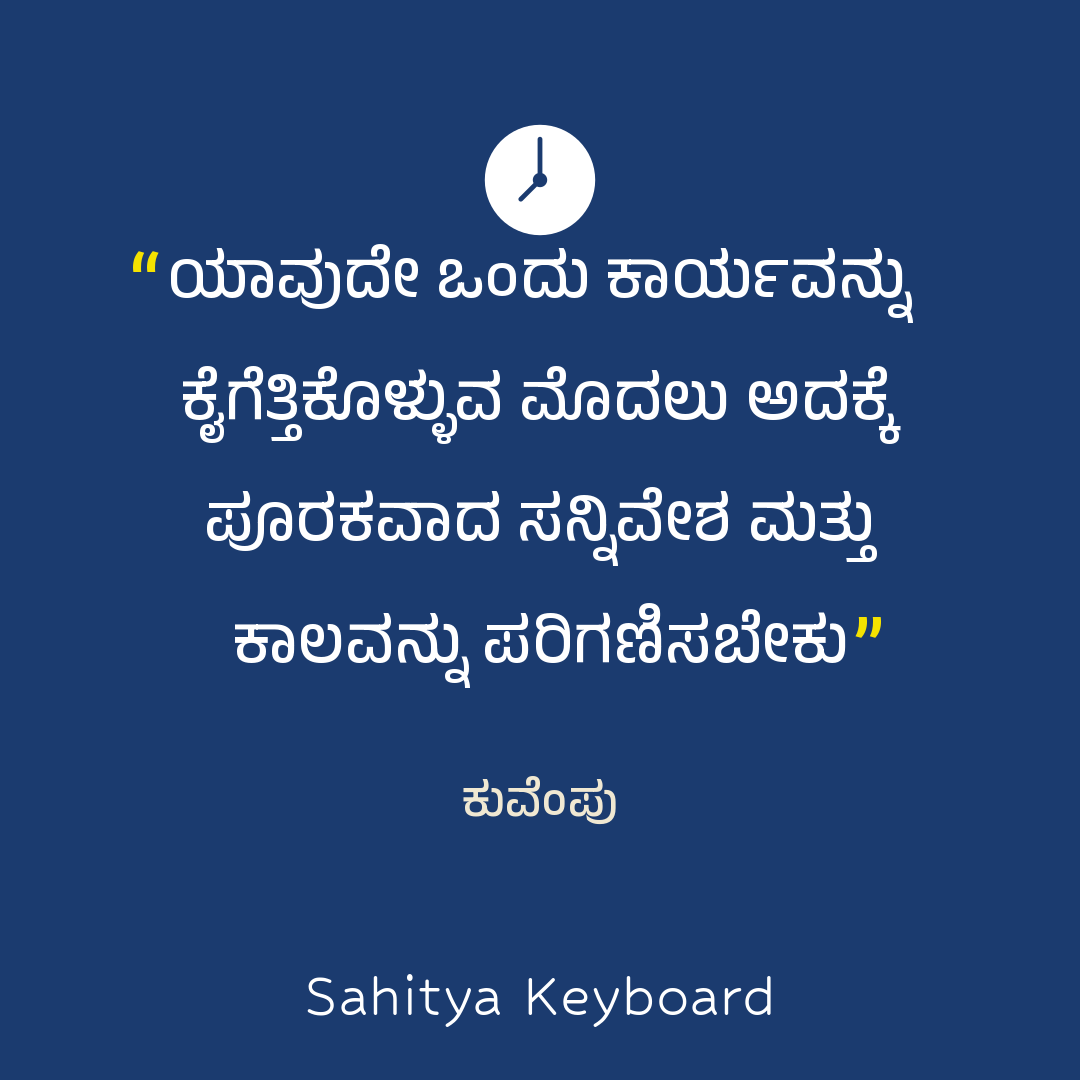 “ಯಾವುದೇ ಒಂದು ಕಾರ್ಯವನ್ನು
ಕೈಗೆತ್ತಿಕೊಳ್ಳುವ ಮೊದಲು ಅದಕ್ಕೆ
ಪೂರಕವಾದ ಸನ್ನಿವೇಶ ಮತ್ತು
ಕಾಲವನ್ನು ಪರಿಗಣಿಸಬೇಕು”
ಕುವೆಂಪು
Sahitya Keyboard